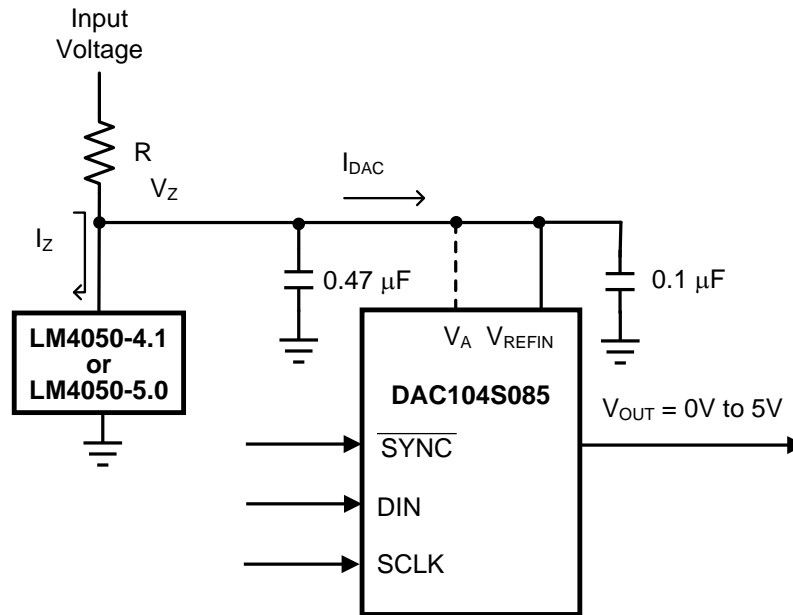 Input
Voltage
R
V_Z
I_DAC
I_Z
0.47 μF
0.1 μF
LM4050-4.1
or
LM4050-5.0
V_A V_REFIN
DAC104S085
V_OUT = 0V to 5V
SYNC
DIN
SCLK